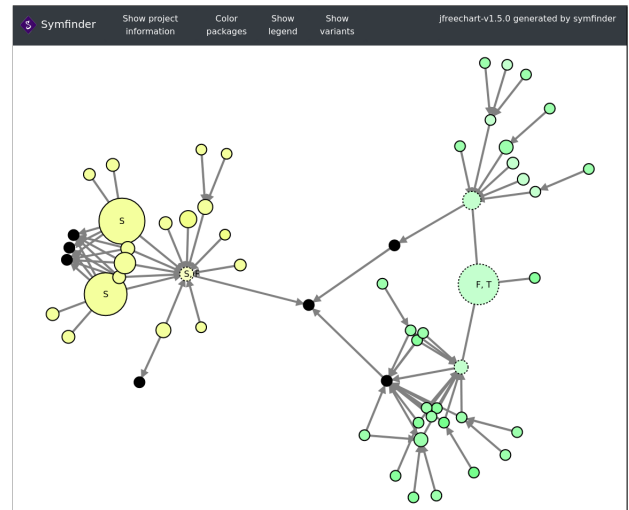 Symfinder
Show project
information
Color
packages
Show
legend
Show
variants
jfreechart-v1.5.0 generated by symfinder
S
S, F
S
F, T